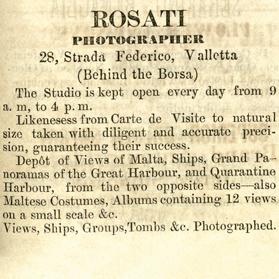 ROSATI
PHOTOGRAPHER
28, Strada Federico, Valletta
(Behind the Borsa)
The Studio is kept open every day from 9
a. m, to 4 p. m.
Likenesess from Carte de Visite to natural
size taken with diligent and accurate preci-
sion, guaranteeing their success.
Depôt of Views of Malta, Ships, Grand Pa-
noramas of the Great Harbour, and Quarantine
Harbour, from the two opposite sides—also
Maltese Costumes, Albums containing 12 views
on a small scale &c.
Views, Ships, Groups, Tombs &c. Photographed.